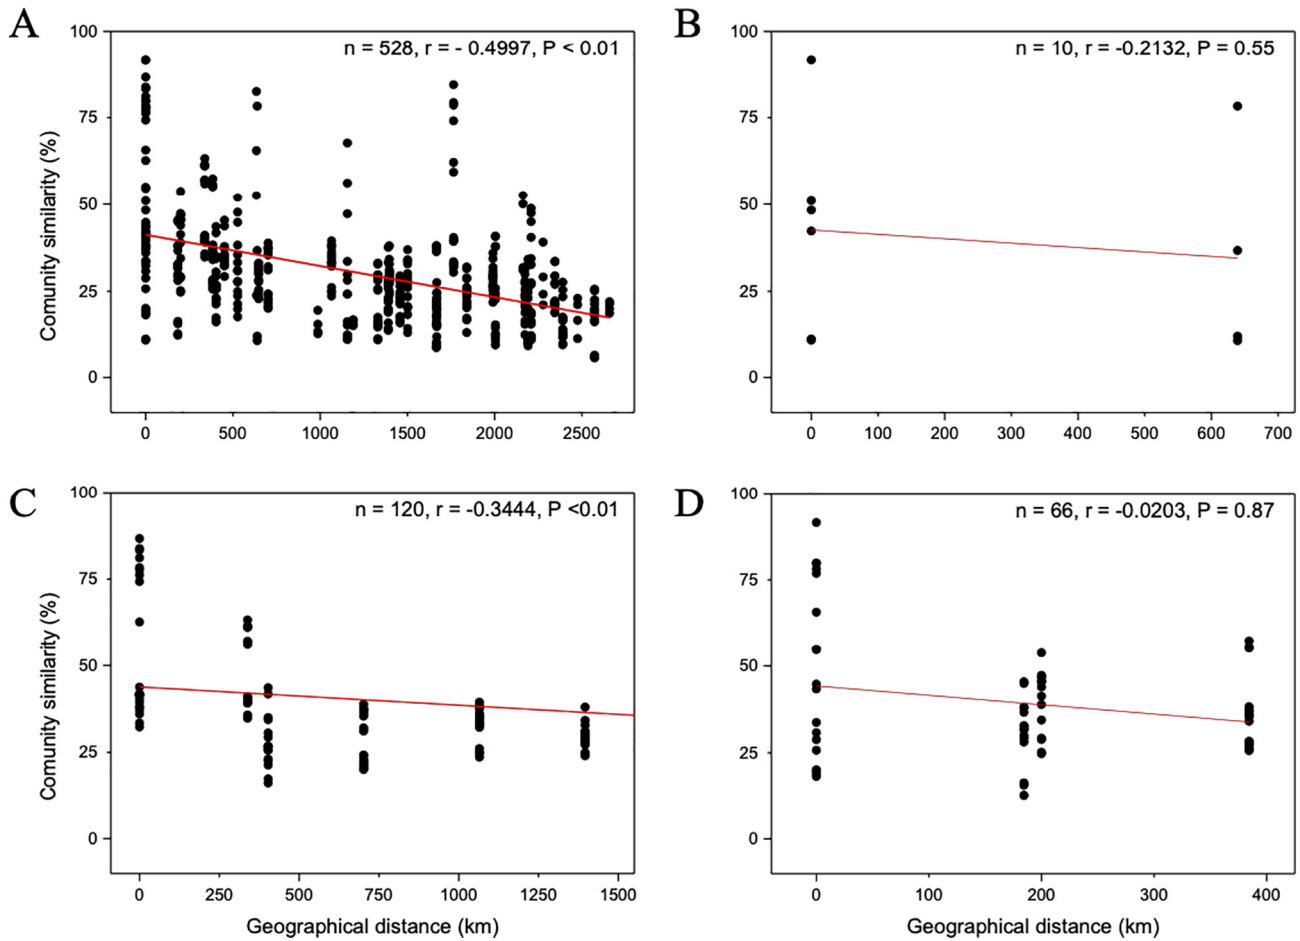 A
n = 528, r = - 0.4997, P < 0.01
Comunity similarity (%)
100
75
50
25
0
0 500 1000 1500 2000 2500
B
n = 10, r = -0.2132, P = 0.55
100
75
50
25
0
0 100 200 300 400 500 600 700
C
n = 120, r = -0.3444, P <0.01
Comunity similarity (%)
100
75
50
25
0
0 250 500 750 1000 1250 1500
Geographical distance (km)
D
n = 66, r = -0.0203, P = 0.87
100
75
50
25
0
0 100 200 300 400
Geographical distance (km)